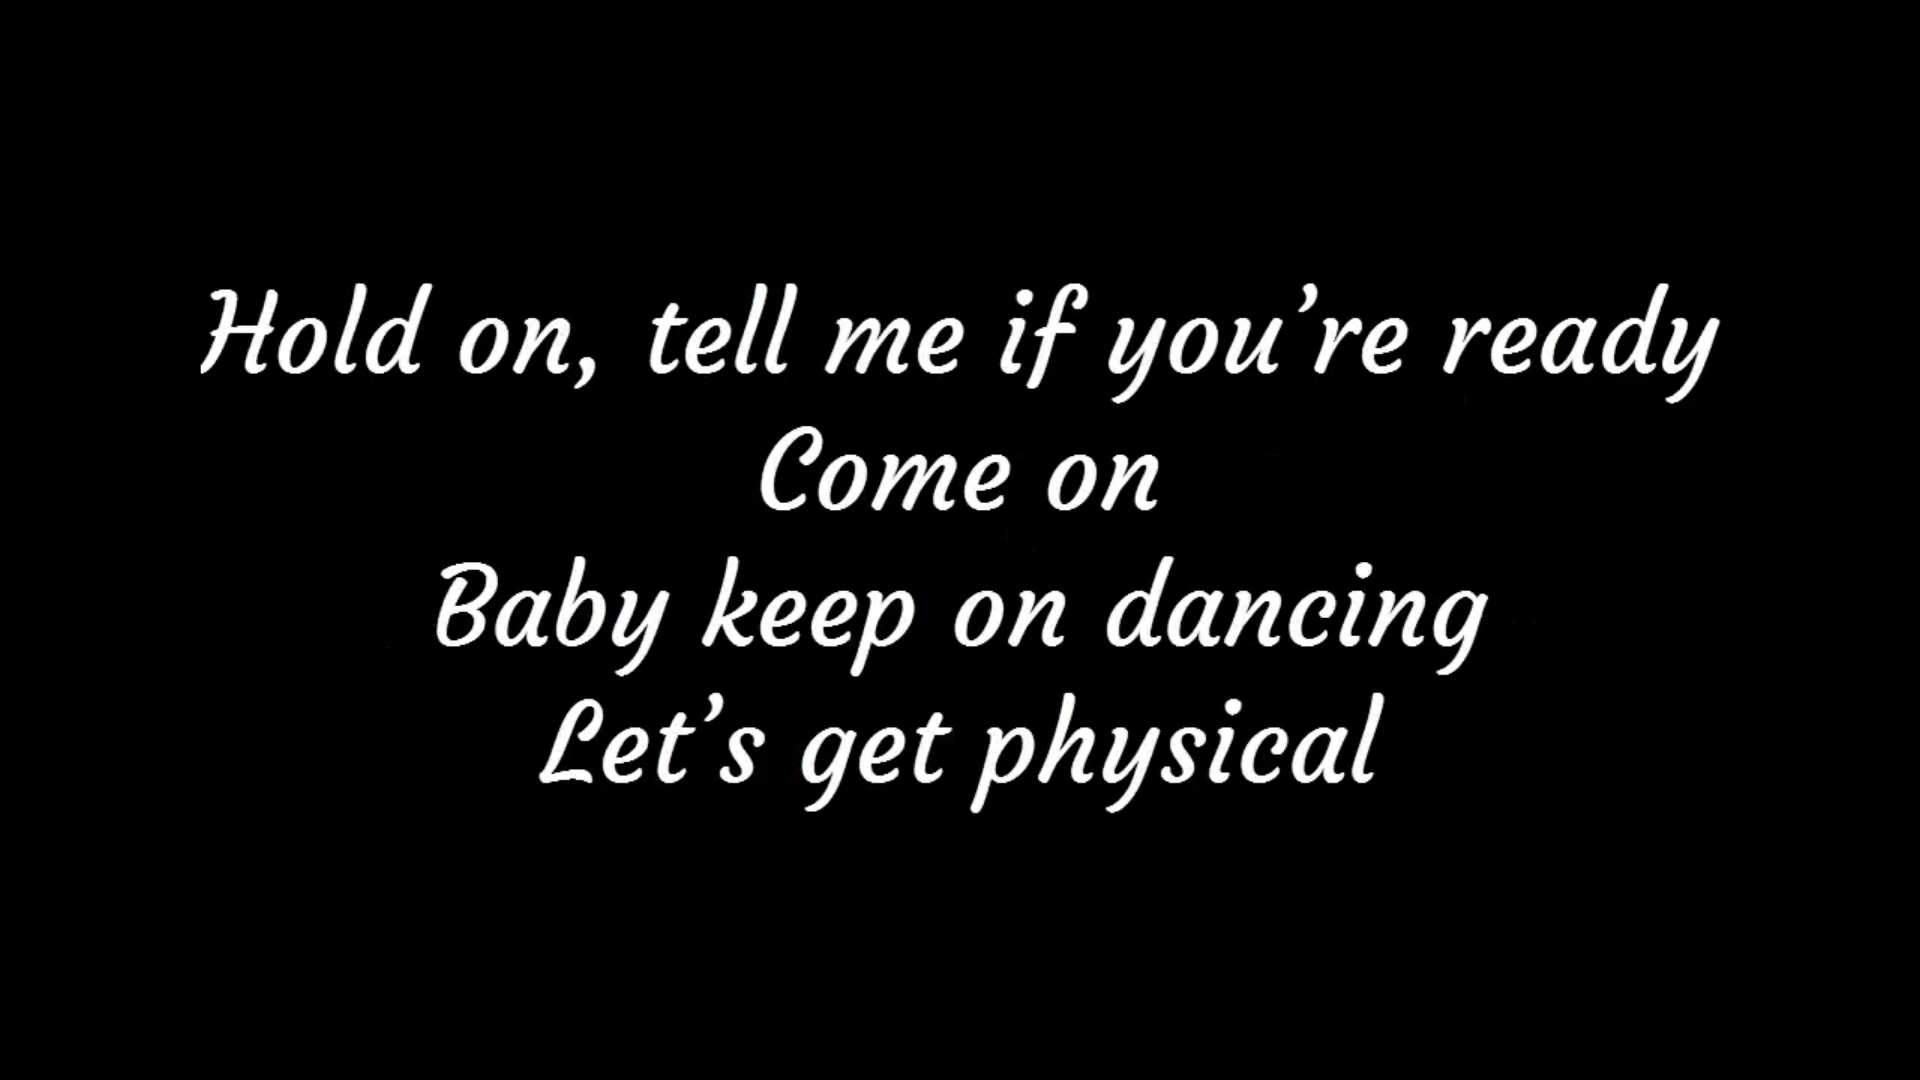 Hold on, tell me if you’re ready
Come on
Baby keep on dancing
Let’s get physical